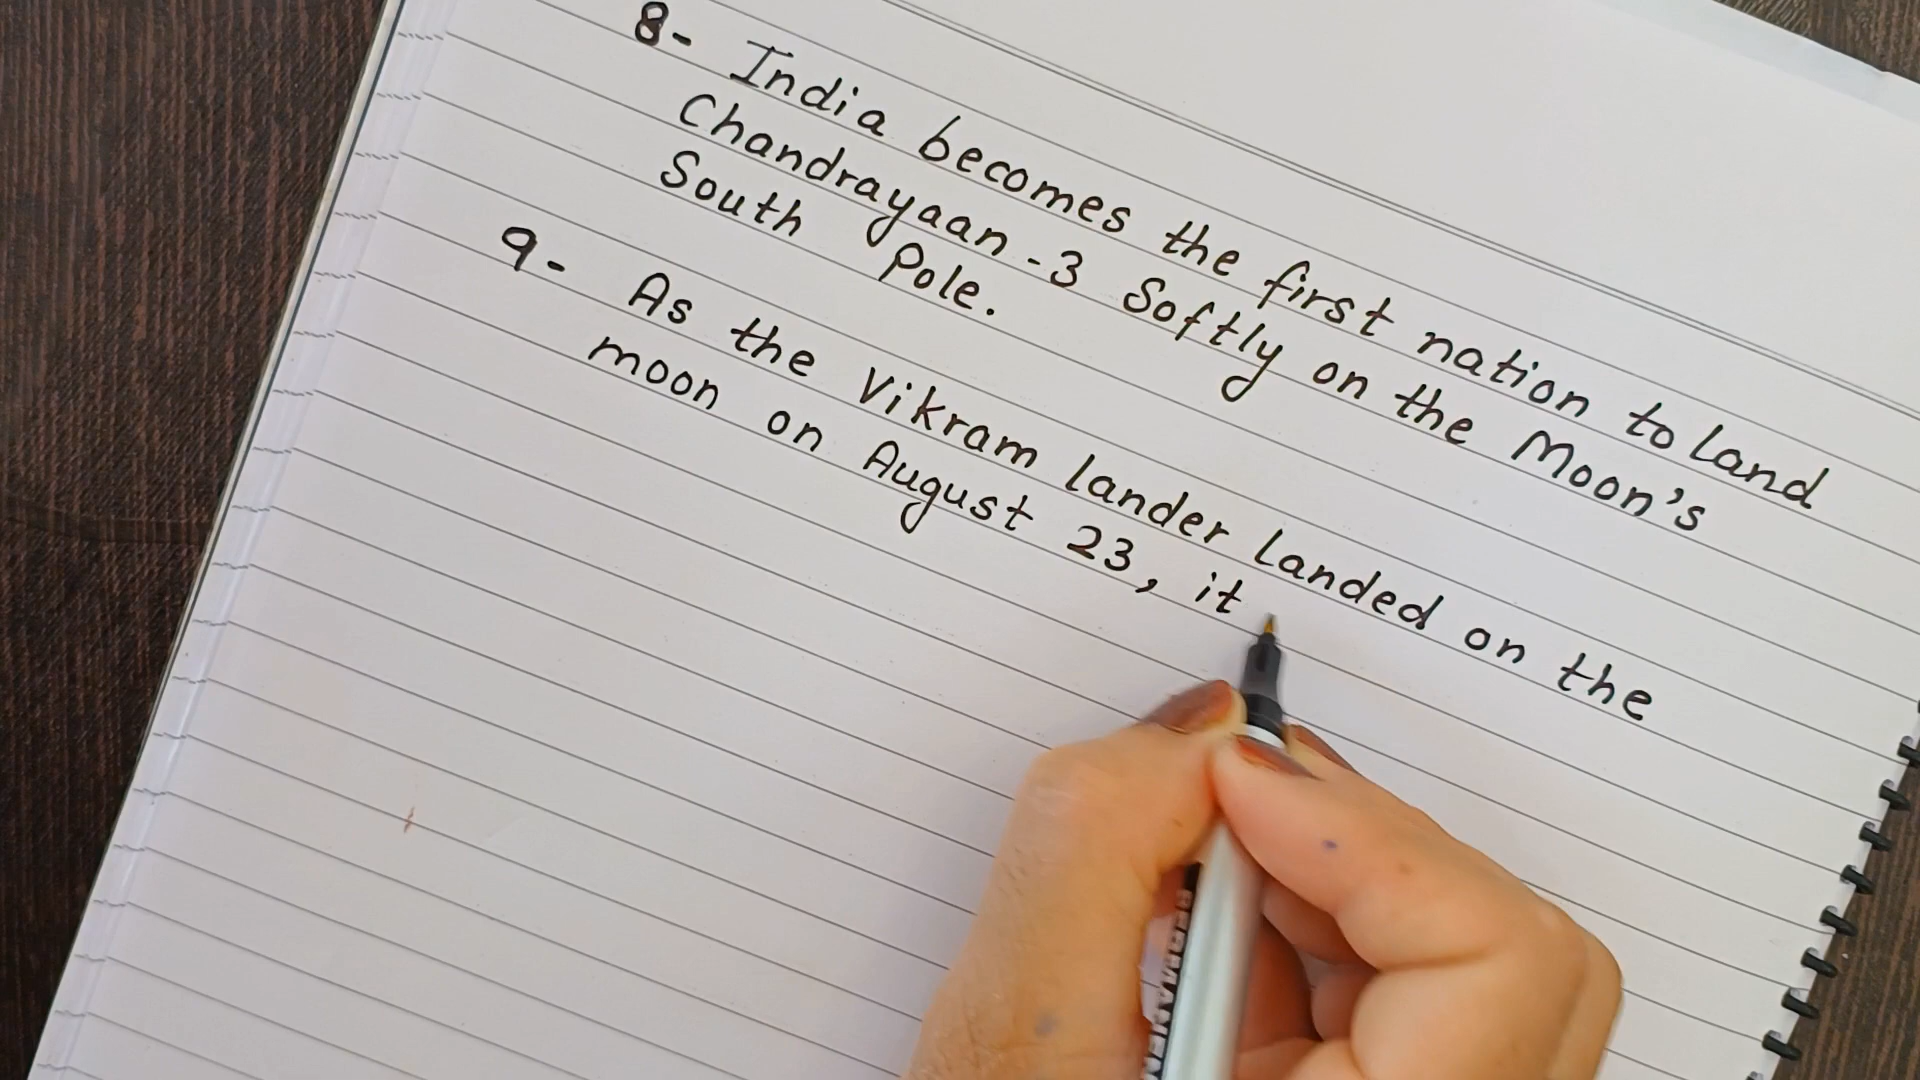 8- India becomes the first nation to land
Chandrayaan-3 Softly on the Moon's
South Pole.
9- As the Vikram lander landed on the
moon on August 23, it